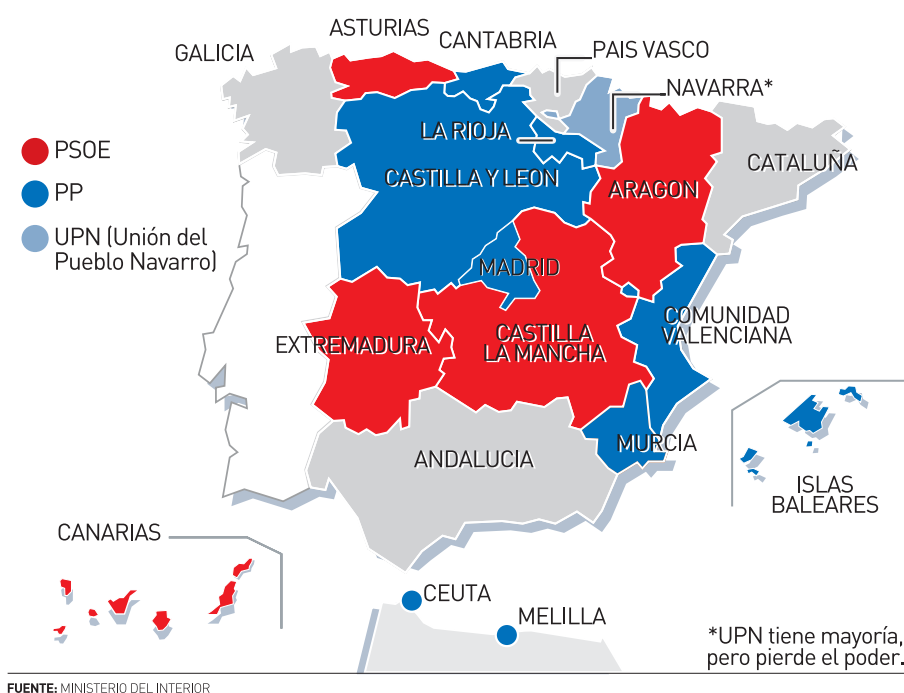 ASTURIAS
GALICIA
CANTABRIA
PAIS VASCO
NAVARRA*
LA RIOJA
PSOE
PP
UPN (Unión del
Pueblo Navarro)
CASTILLA Y LEON
ARAGON
CATALUÑA
MADRID
COMUNIDAD
VALENCIANA
EXTREMADURA
CASTILLA
LA MANCHA
MURCIA
ANDALUCIA
ISLAS
BALEARES
CANARIAS
CEUTA
MELILLA
*UPN tiene mayoría,
pero pierde el poder.
FUENTE: MINISTERIO DEL INTERIOR